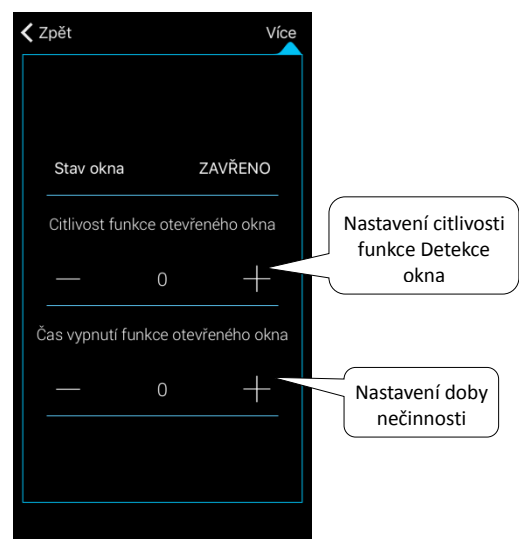 Zpět
Více
Stav okna
ZAVŘENO
Citlivost funkce otevřeného okna
0
Nastavení citlivosti
funkce Detekce
okna
Čas vypnutí funkce otevřeného okna
0
Nastavení doby
nečinnosti